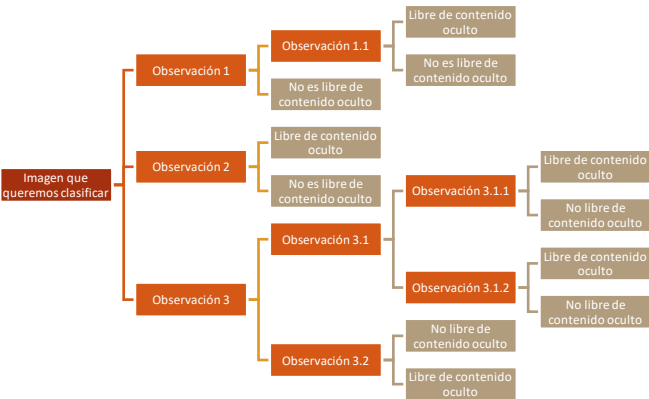 Imagen que
queremos clasificar
Observación 1
Observación 1.1
Libre de contenido
oculto
No es libre de
contenido oculto
No es libre de
contenido oculto
Observación 2
Libre de contenido
oculto
No es libre de
contenido oculto
Observación 3
Observación 3.1
Observación 3.1.1
Libre de contenido
oculto
No libre de
contenido oculto
Observación 3.1.2
Libre de contenido
oculto
No libre de
contenido oculto
Observación 3.2
No libre de
contenido oculto
Libre de contenido
oculto